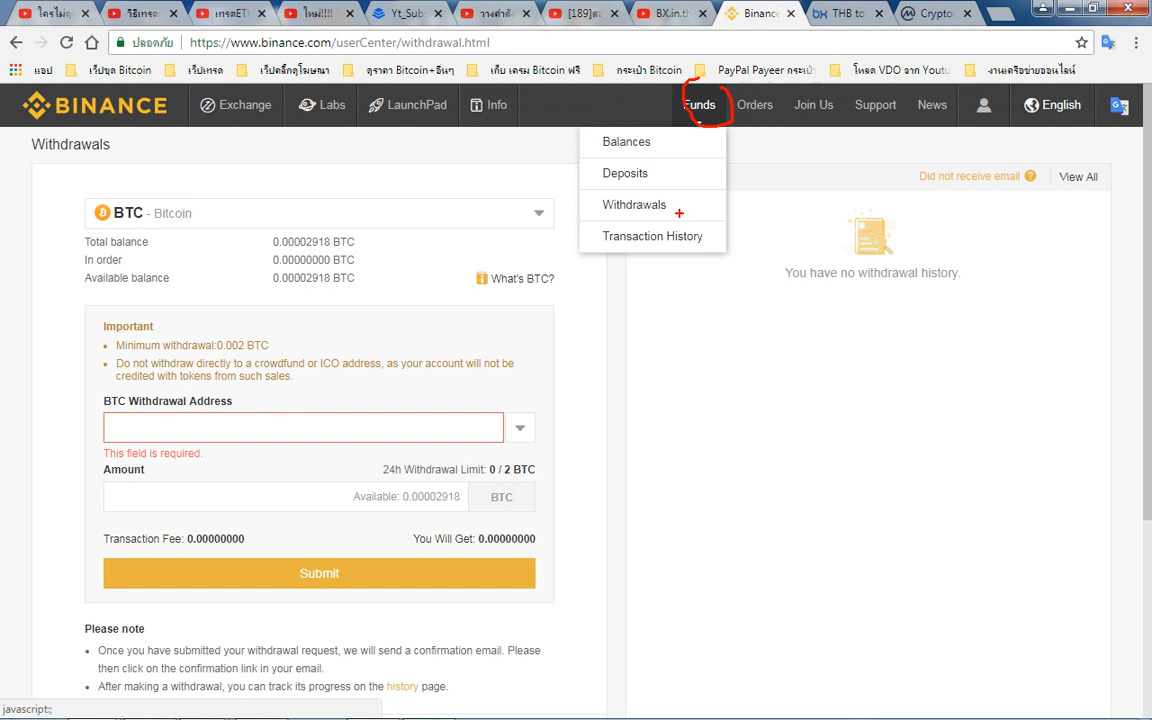 ใครไม่ดู
วิธีเทรด
เทรดETI
ใหม่!!!!
Yt_Subs
วางคำสั่ง
[189]สอ
BX.in.th
Binance
THB to
Cryptoc
ปลอดภัย https://www.binance.com/userCenter/withdrawal.html
แอป เว็ปขุด Bitcoin เว็ปเทรด เว็ปคลิ๊กดูโฆษณา ดูราคา Bitcoin+อื่นๆ เก็บ เดรม Bitcoin ฟรี กระเป๋า Bitcoin PayPal Payeer กระเป๋า โหลด VDO จาก Youtu งานเครือข่ายออนไลน์
BINANCE Exchange Labs LaunchPad Info Funds Orders Join Us Support News English
Balances
Deposits
Withdrawals
Transaction History
Withdrawals
Did not receive email ? View All
BTC - Bitcoin
Total balance 0.00002918 BTC
In order 0.00000000 BTC
Available balance 0.00002918 BTC What's BTC?
You have no withdrawal history.
Important
Minimum withdrawal:0.002 BTC
Do not withdraw directly to a crowdfund or ICO address, as your account will not be
credited with tokens from such sales.
BTC Withdrawal Address
This field is required.
Amount 24h Withdrawal Limit: 0 / 2 BTC
Available: 0.00002918 BTC
Transaction Fee: 0.00000000 You Will Get: 0.00000000
Submit
Please note
Once you have submitted your withdrawal request, we will send a confirmation email. Please
then click on the confirmation link in your email.
After making a withdrawal, you can track its progress on the history page.
javascript:;